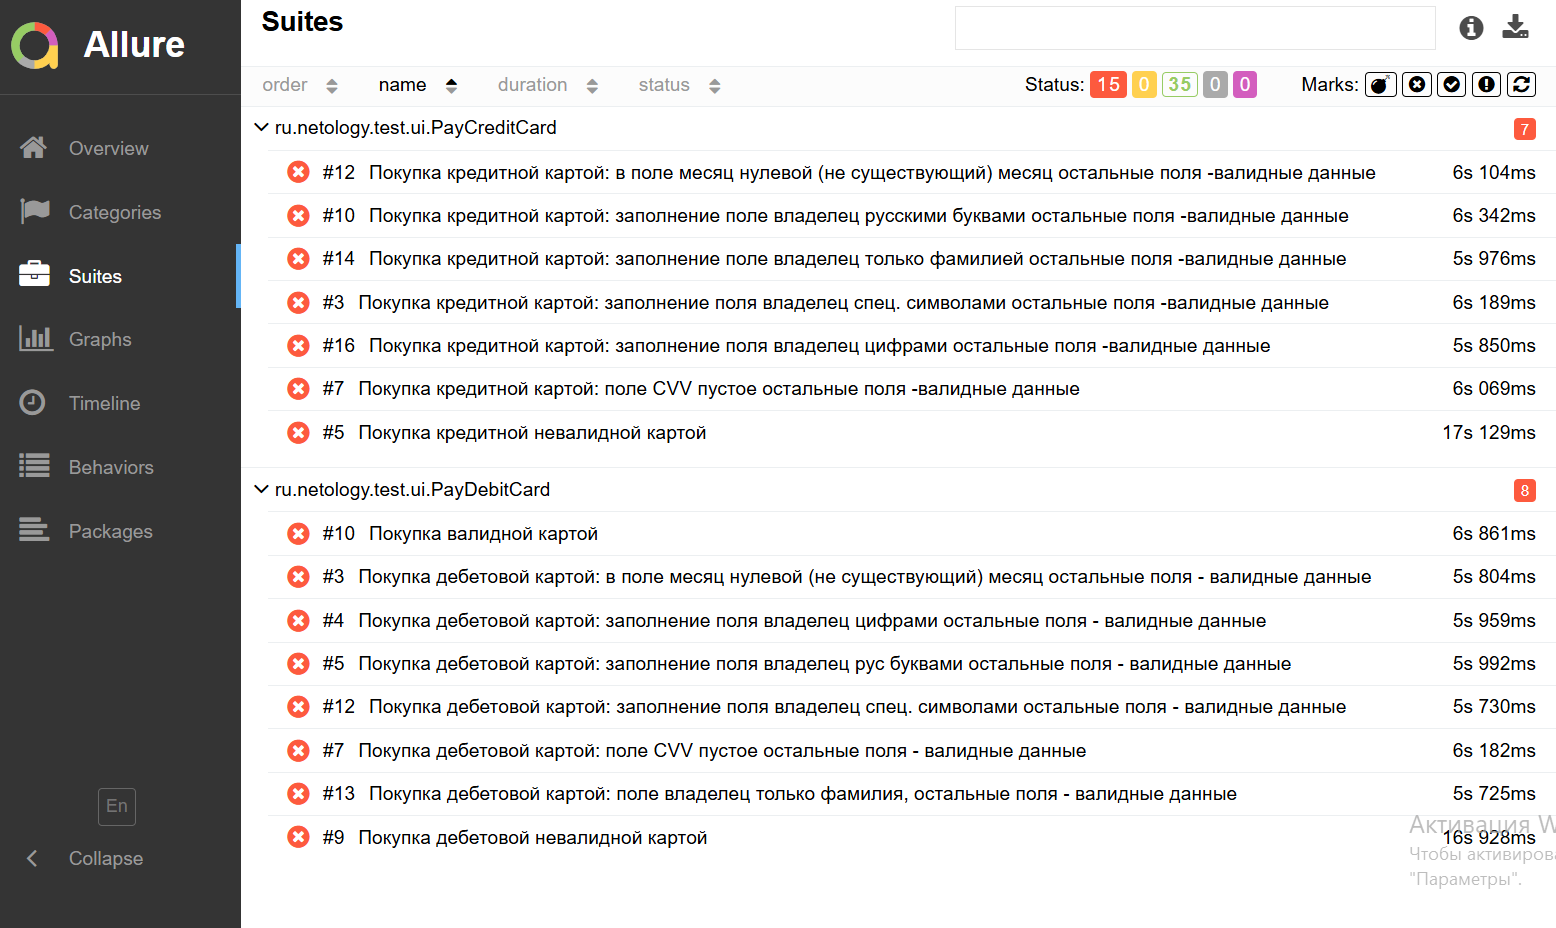 Allure
Overview
Categories
Suites
Graphs
Timeline
Behaviors
Packages
En
Collapse
Suites
order name duration status Status: 15 0 35 0 0 Marks:
ru.netology.test.ui.PayCreditCard 7
#12 Покупка кредитной картой: в поле месяц нулевой (не существующий) месяц остальные поля -валидные данные 6s 104ms
#10 Покупка кредитной картой: заполнение поле владелец русскими буквами остальные поля -валидные данные 6s 342ms
#14 Покупка кредитной картой: заполнение поле владелец только фамилией остальные поля -валидные данные 5s 976ms
#3 Покупка кредитной картой: заполнение поля владелец спец. символами остальные поля -валидные данные 6s 189ms
#16 Покупка кредитной картой: заполнение поля владелец цифрами остальные поля -валидные данные 5s 850ms
#7 Покупка кредитной картой: поле CVV пустое остальные поля -валидные данные 6s 069ms
#5 Покупка кредитной невалидной картой 17s 129ms
ru.netology.test.ui.PayDebitCard 8
#10 Покупка валидной картой 6s 861ms
#3 Покупка дебетовой картой: в поле месяц нулевой (не существующий) месяц остальные поля - валидные данные 5s 804ms
#4 Покупка дебетовой картой: заполнение поля владелец цифрами остальные поля - валидные данные 5s 959ms
#5 Покупка дебетовой картой: заполнение поля владелец рус буквами остальные поля - валидные данные 5s 992ms
#12 Покупка дебетовой картой: заполнение поля владелец спец. символами остальные поля - валидные данные 5s 730ms
#7 Покупка дебетовой картой: поле CVV пустое остальные поля - валидные данные 6s 182ms
#13 Покупка дебетовой картой: поле владелец только фамилия, остальные поля - валидные данные 5s 725ms
#9 Покупка дебетовой невалидной картой 16s 928ms
Активация W
Чтобы активирова
"Параметры".